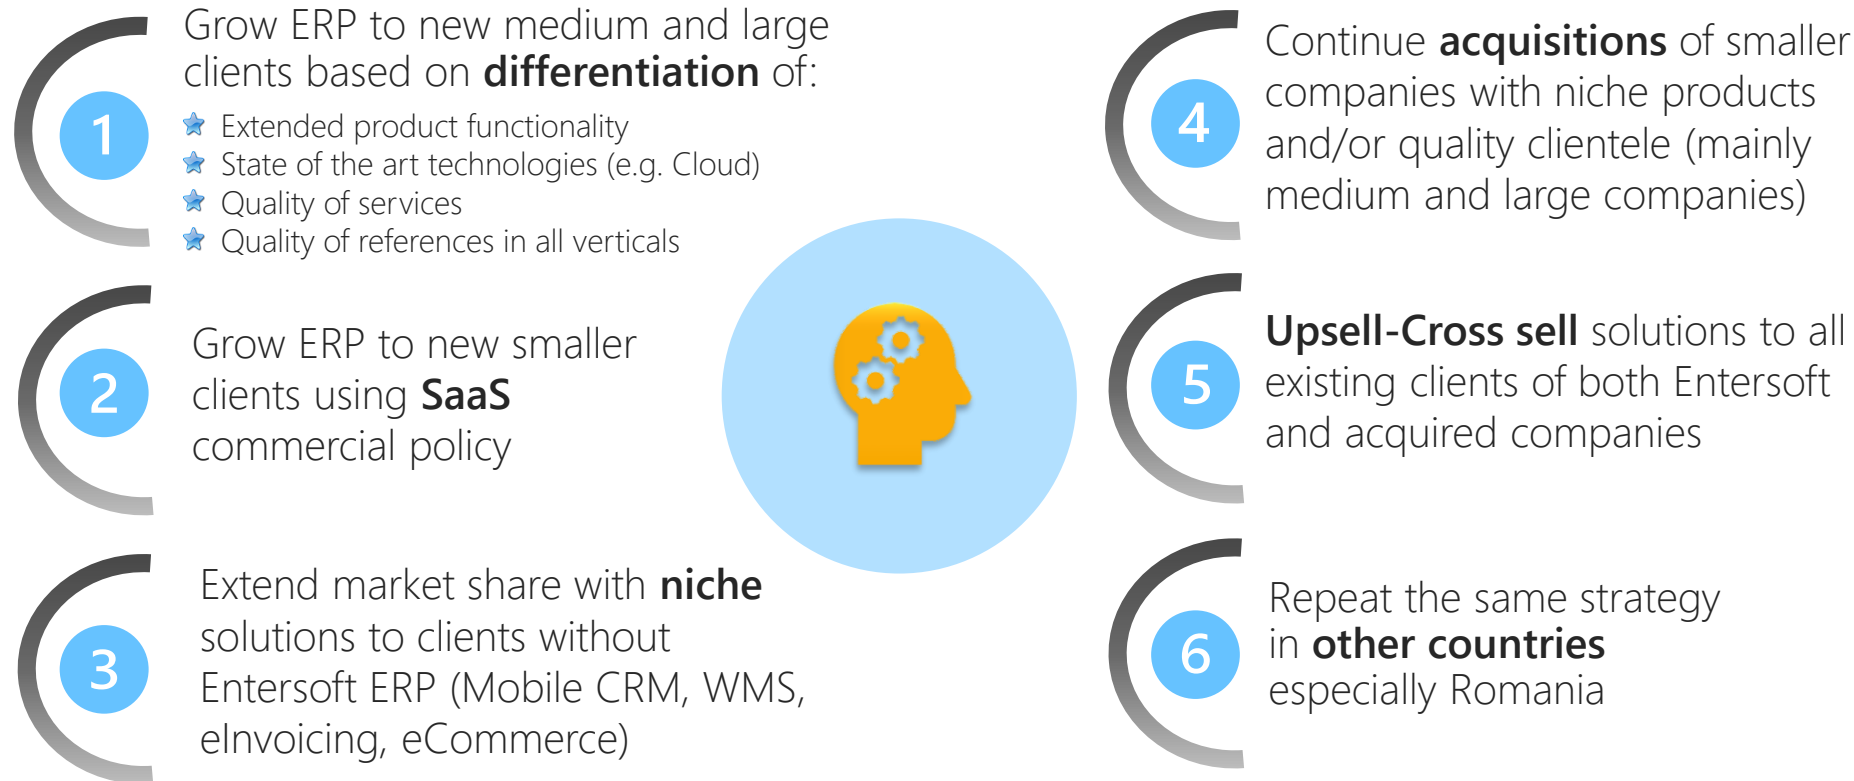 1
Grow ERP to new medium and large
clients based on differentiation of:
Extended product functionality
State of the art technologies (e.g. Cloud)
Quality of services
Quality of references in all verticals
2
Grow ERP to new smaller
clients using SaaS
commercial policy
3
Extend market share with niche
solutions to clients without
Entersoft ERP (Mobile CRM, WMS,
eInvoicing, eCommerce)
4
Continue acquisitions of smaller
companies with niche products
and/or quality clientele (mainly
medium and large companies)
5
Upsell-Cross sell solutions to all
existing clients of both Entersoft
and acquired companies
6
Repeat the same strategy
in other countries
especially Romania